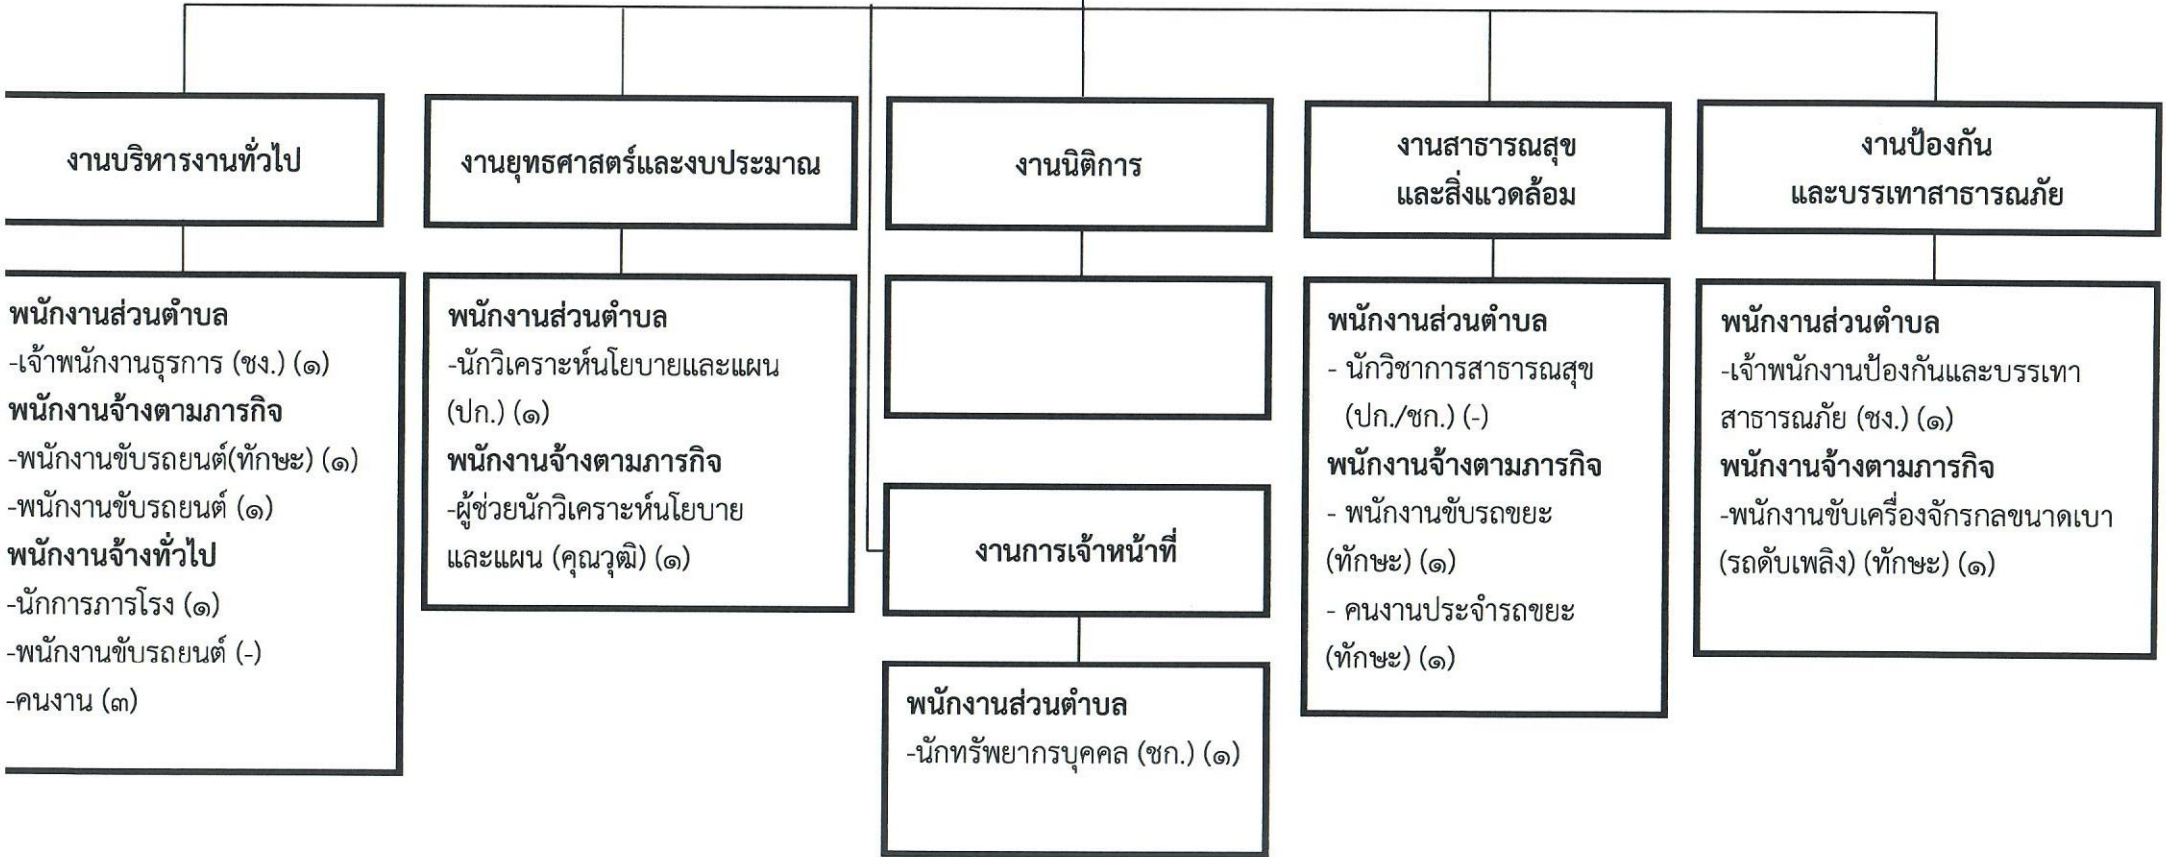 งานบริหารงานทั่วไป
พนักงานส่วนตำบล
-เจ้าพนักงานธุรการ (ชง.) (๑)
พนักงานจ้างตามภารกิจ
-พนักงานขับรถยนต์(ทักษะ) (๑)
-พนักงานขับรถยนต์ (๑)
พนักงานจ้างทั่วไป
-นักการภารโรง (๑)
-พนักงานขับรถยนต์ (-)
-คนงาน (๓)
งานยุทธศาสตร์และงบประมาณ
พนักงานส่วนตำบล
-นักวิเคราะห์นโยบายและแผน
(ปก.) (๑)
พนักงานจ้างตามภารกิจ
-ผู้ช่วยนักวิเคราะห์นโยบาย
และแผน (คุณวุฒิ) (๑)
งานนิติการ
งานการเจ้าหน้าที่
พนักงานส่วนตำบล
-นักทรัพยากรบุคคล (ชก.) (๑)
งานสาธารณสุข
และสิ่งแวดล้อม
พนักงานส่วนตำบล
- นักวิชาการสาธารณสุข
(ปก./ชก.) (-)
พนักงานจ้างตามภารกิจ
- พนักงานขับรถขยะ
(ทักษะ) (๑)
- คนงานประจำรถขยะ
(ทักษะ) (๑)
งานป้องกัน
และบรรเทาสาธารณภัย
พนักงานส่วนตำบล
-เจ้าพนักงานป้องกันและบรรเทา
สาธารณภัย (ชง.) (๑)
พนักงานจ้างตามภารกิจ
-พนักงานขับเครื่องจักรกลขนาดเบา
(รถดับเพลิง) (ทักษะ) (๑)